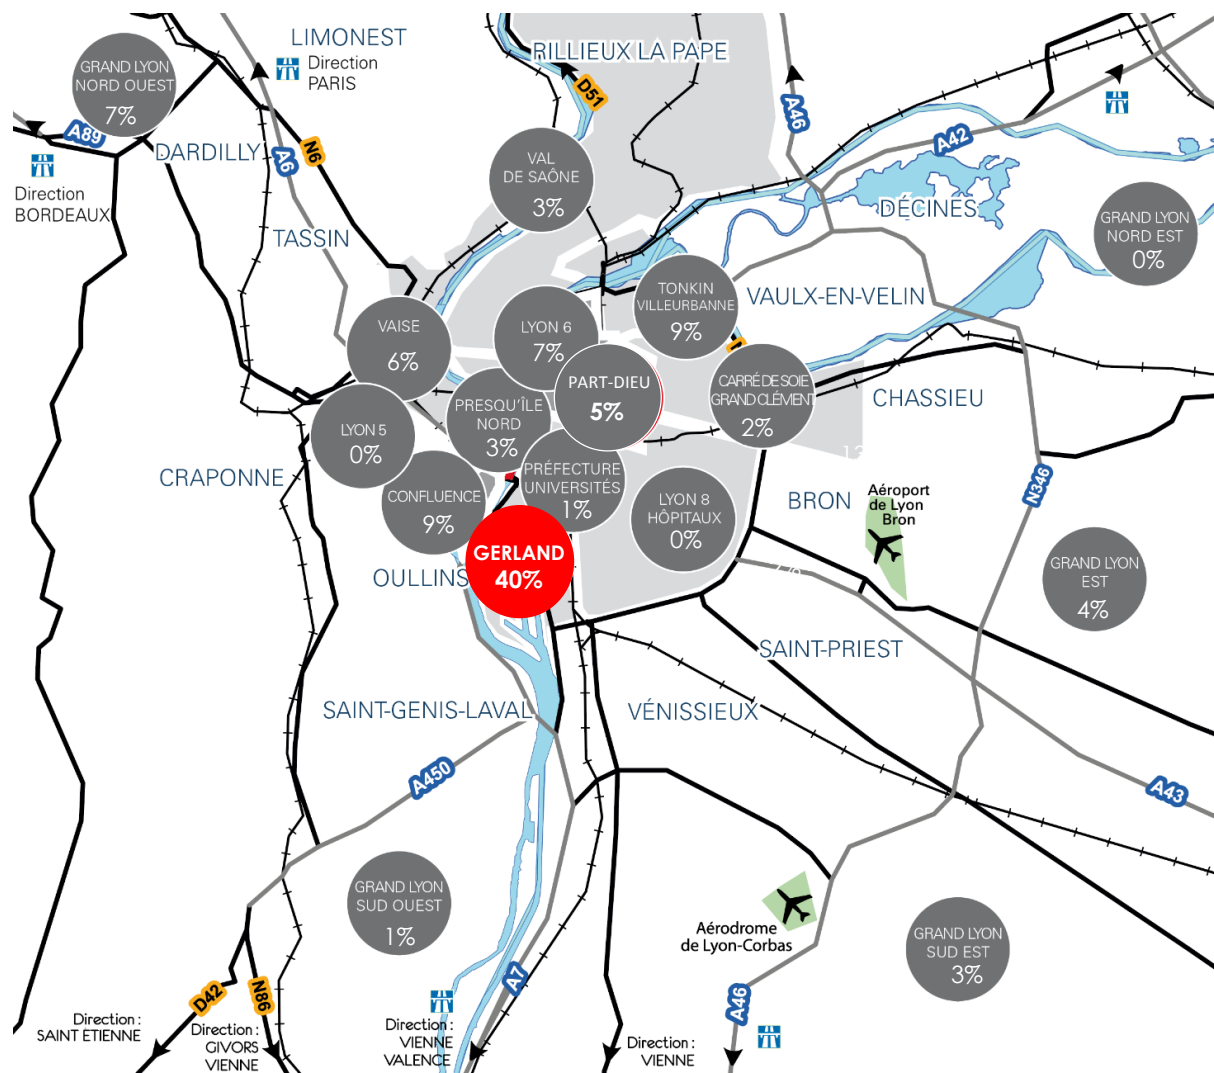 LIMONEST
Direction
PARIS
RILLIEUX LA PAPE
GRAND LYON
NORD OUEST
7%
D51
A46
A89
N6
A6
A42
DARDILLY
Direction
BORDEAUX
VAL
DE SAÔNE
3%
TASSIN
DÉCINES
GRAND LYON
NORD EST
0%
TONKIN
VILLEURBANNE
9%
VAULX-EN-VELIN
VAISE
6%
LYON 6
7%
PART-DIEU
5%
CARRÉ DE SOIE
GRAND CLÉMENT
2%
CHASSIEU
PRESQU'ÎLE
NORD
3%
LYON 5
0%
13
CRAPONNE
CONFLUENCE
9%
PRÉFECTURE
UNIVERSITÉS
1%
LYON 8
HÔPITAUX
0%
BRON
Aéroport
de Lyon
Bron
N346
GERLAND
40%
OULLINS
GRAND LYON
EST
4%
SAINT-PRIEST
SAINT-GENIS-LAVAL
VÉNISSIEUX
A450
A43
GRAND LYON
SUD OUEST
1%
Aérodrome
de Lyon-Corbas
GRAND LYON
SUD EST
3%
A7
D42
N86
A46
Direction :
SAINT ETIENNE
Direction :
GIVORS
VIENNE
Direction :
VIENNE
VALENCE
Direction :
VIENNE